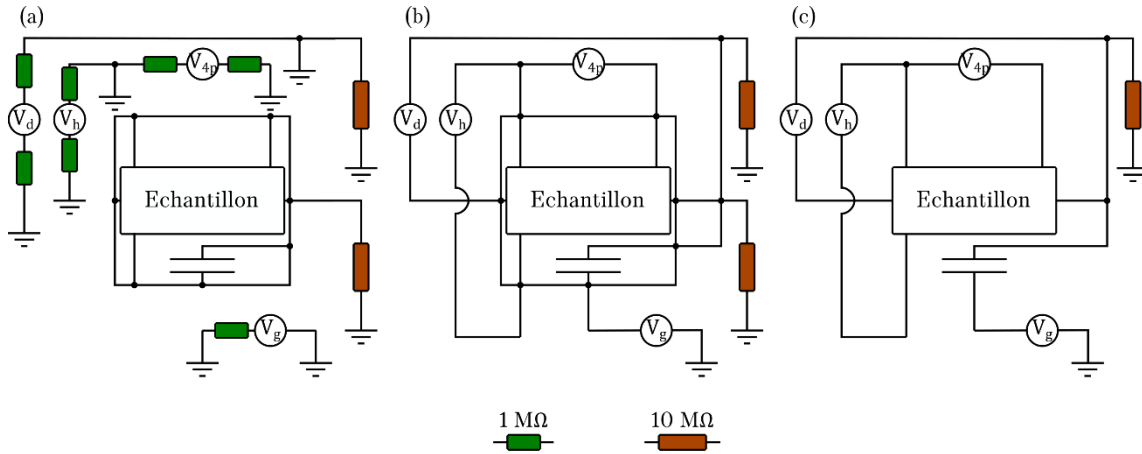 (a) (b) (c)
V4p V4p V4p
Vd Vh Vd Vh Vd Vh
Echantillon Echantillon Echantillon
Vg Vg Vg
1 MΩ 10 MΩ